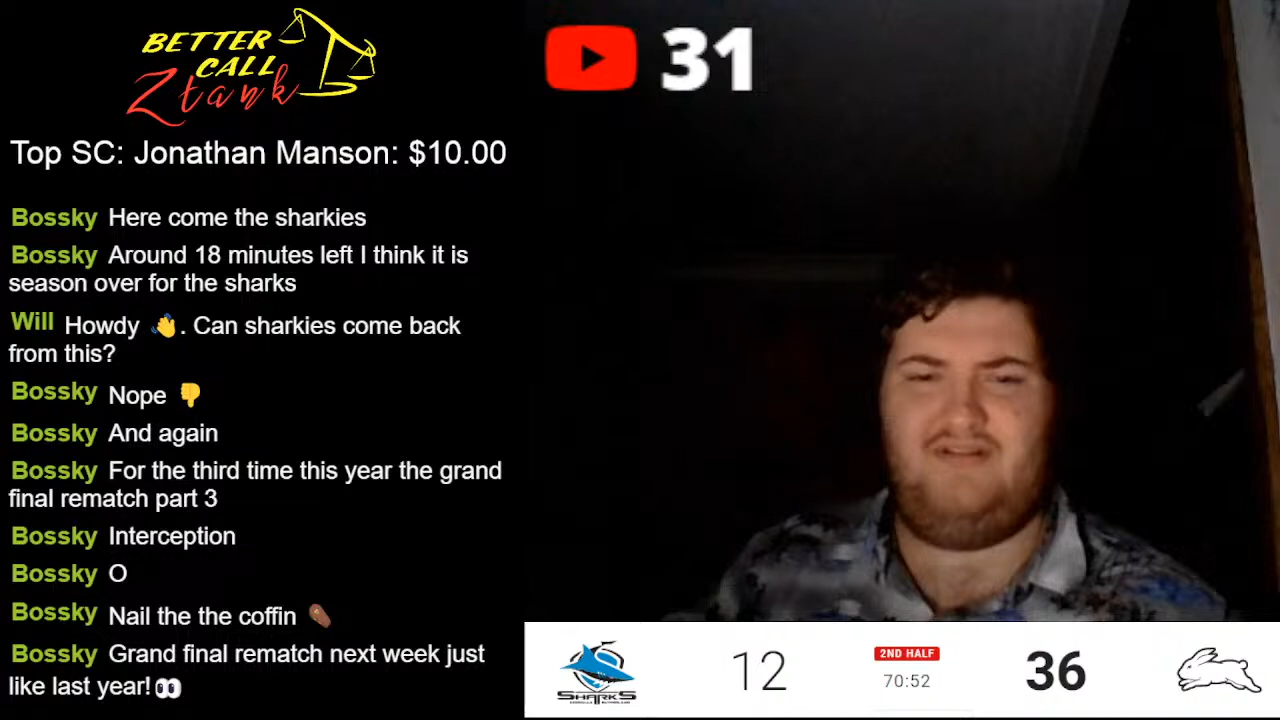 BETTER
CALL
Ztank
31
Top SC: Jonathan Manson: $10.00
Bossky Here come the sharkies
Bossky Around 18 minutes left I think it is
season over for the sharks
Will Howdy 👋. Can sharkies come back
from this?
Bossky Nope 👎
Bossky And again
Bossky For the third time this year the grand
final rematch part 3
Bossky Interception
Bossky O
Bossky Nail the the coffin ⚰️
Bossky Grand final rematch next week just
like last year!👀
SHARKS
12
2ND HALF
70:52
36